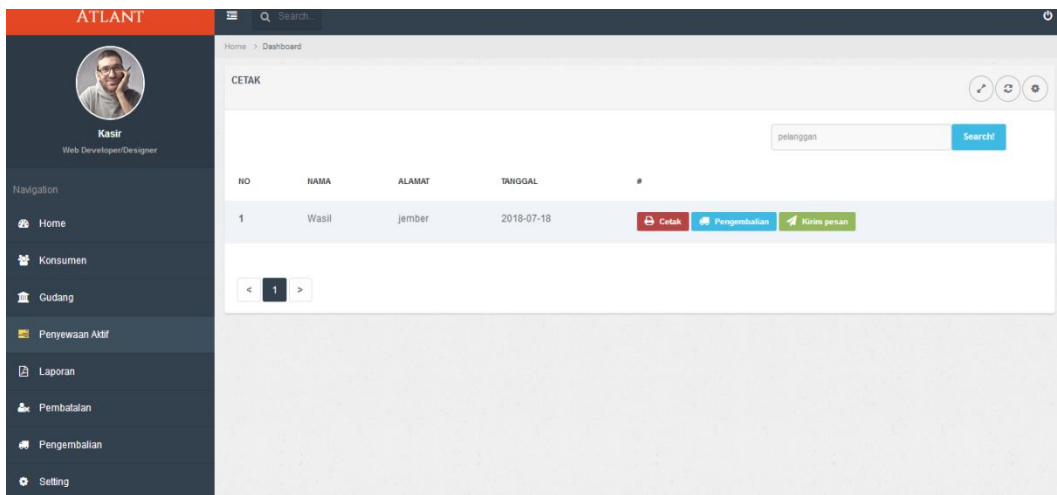 ATLANT
Search...
Kasir
Web Developer/Designer
Navigation
Home
Konsumen
Gudang
Penyewaan Aktif
Laporan
Pembatalan
Pengembalian
Setting
Home > Dashboard
CETAK
pelanggan Search!
NO NAMA ALAMAT TANGGAL #
1 Wasil jember 2018-07-18 Cetak Pengembalian Kirim pesan
< 1 >